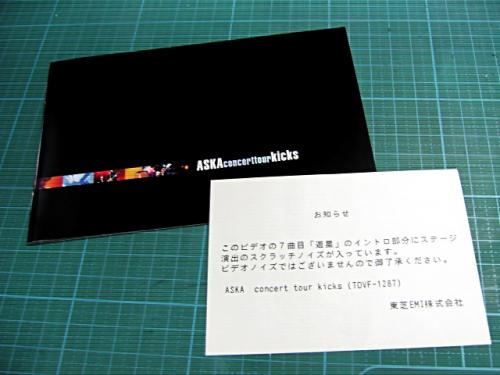 ASKAconcerttourkicks
お知らせ
このビデオの7曲目「遊星」のイントロ部分にステージ
演出のスクラッチノイズが入っています。
ビデオノイズではございませんので御了承ください。
ASKA concert tour kicks (TOVF-1287)
東芝EMI株式会社